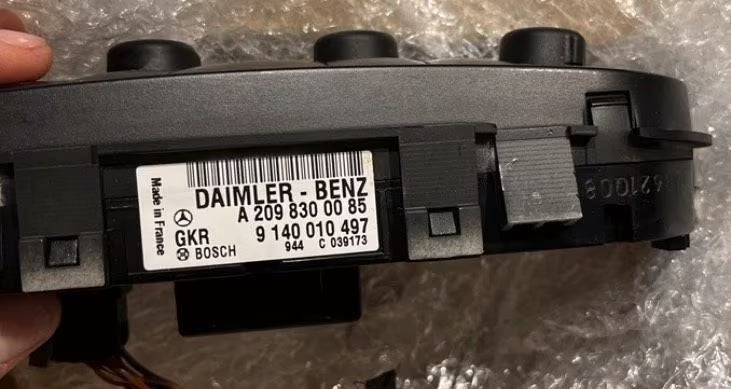 Made in France
DAIMLER - BENZ
A 209 830 00 85
GKR 9 140 010 497
BOSCH 944 C 039173